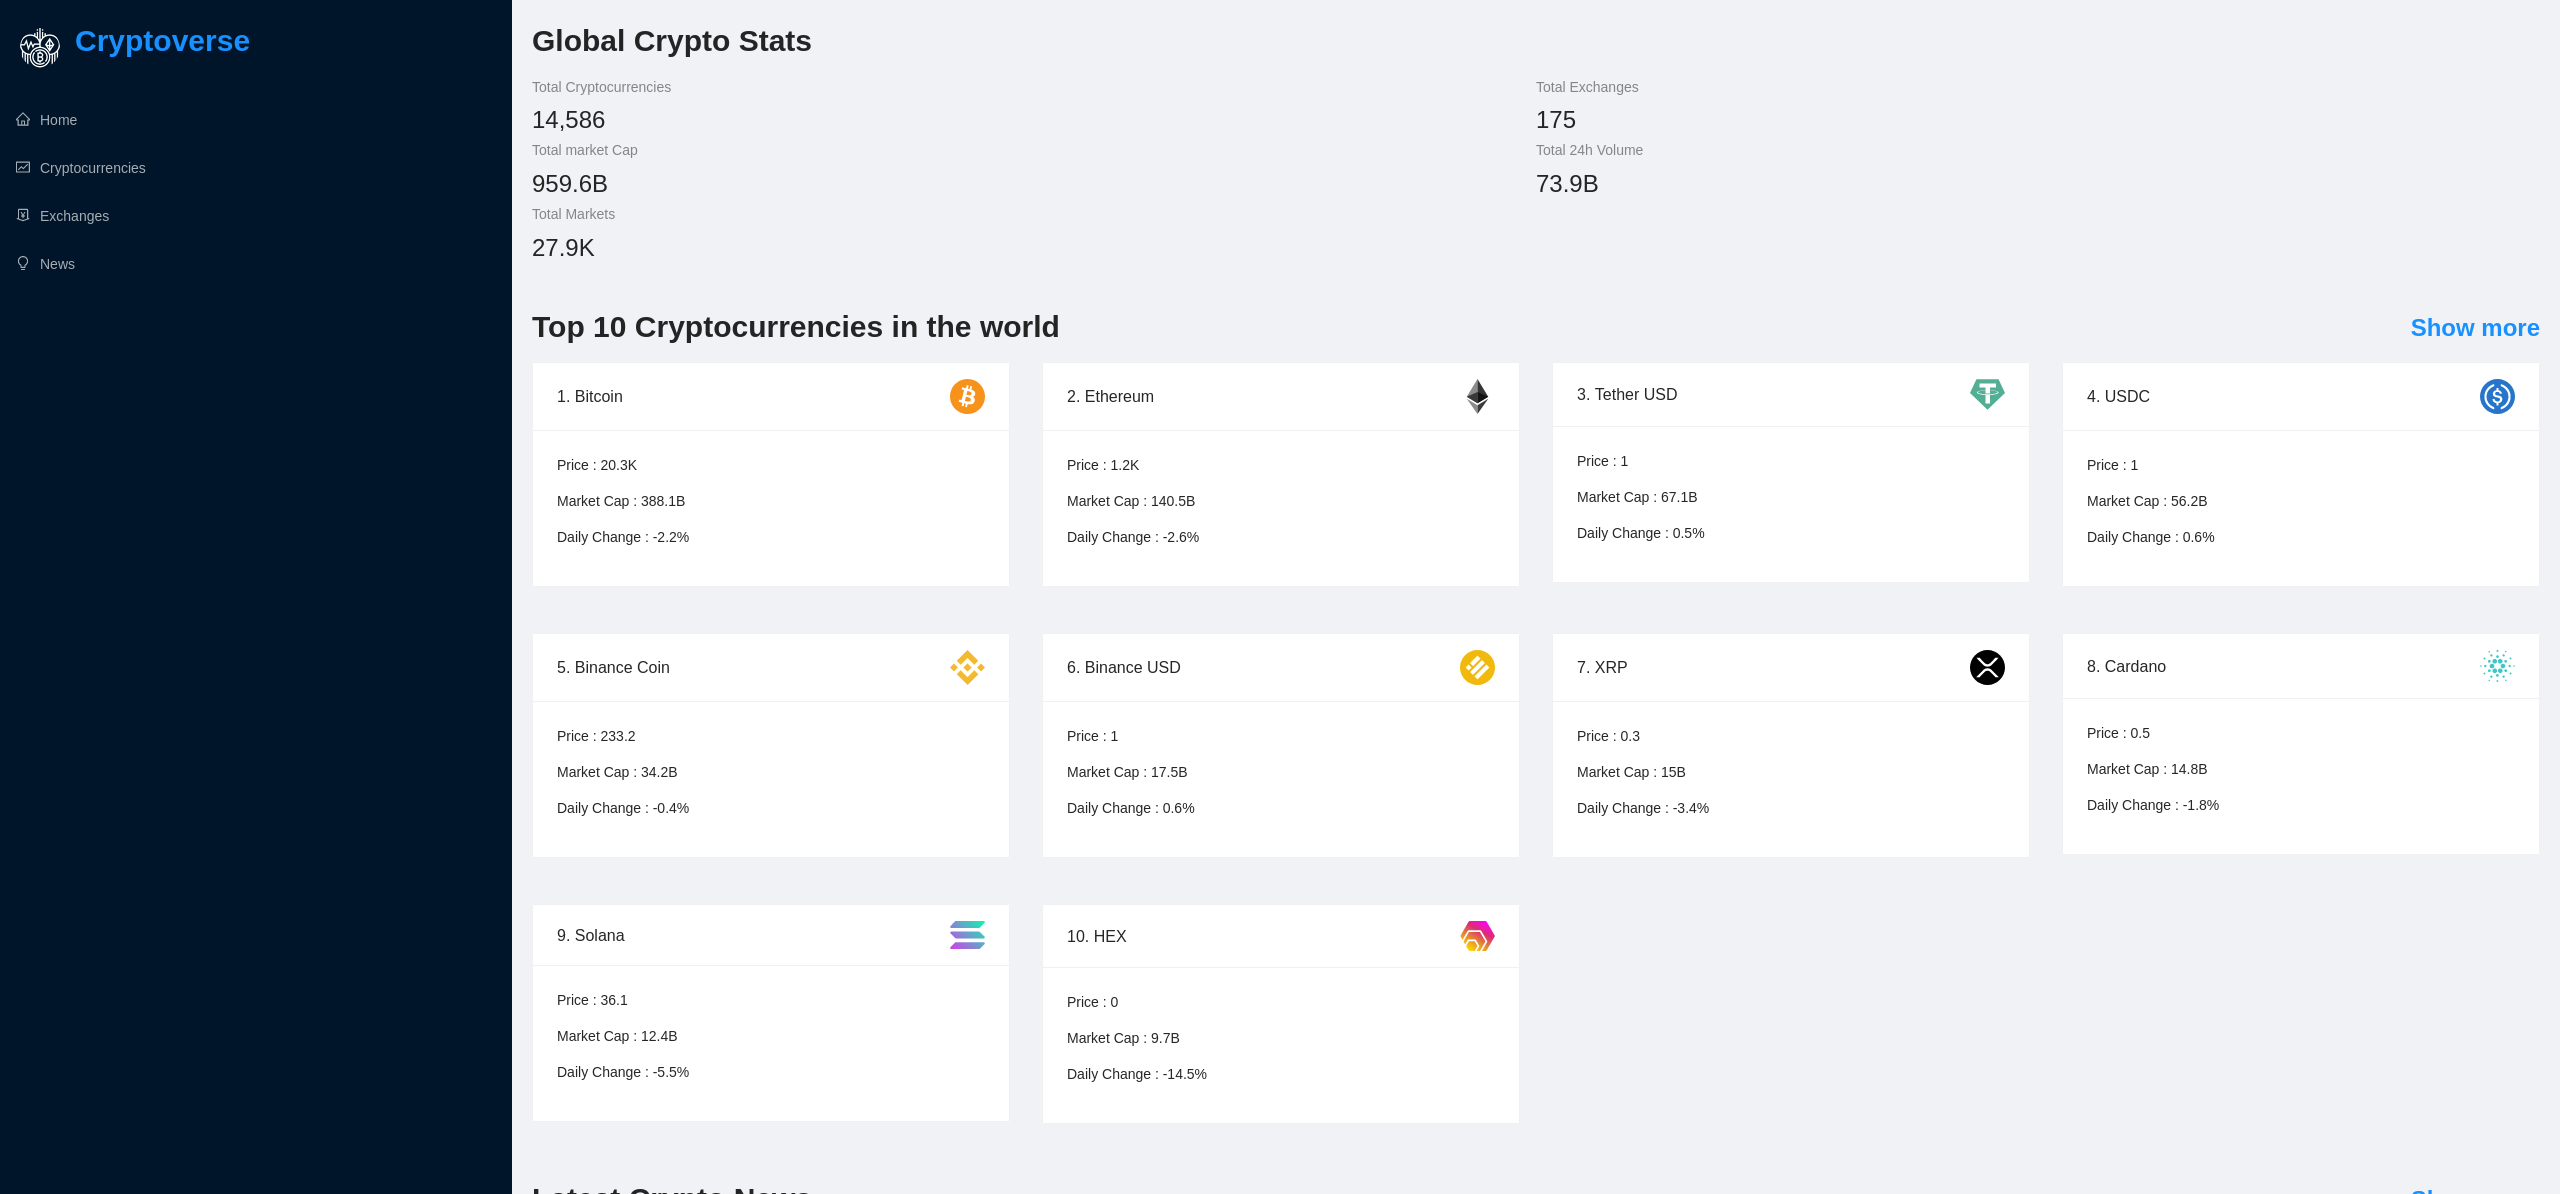 Cryptoverse
Home
Cryptocurrencies
Exchanges
News
Global Crypto Stats
Total Cryptocurrencies
14,586
Total Exchanges
175
Total market Cap
959.6B
Total 24h Volume
73.9B
Total Markets
27.9K
Top 10 Cryptocurrencies in the world
Show more
1. Bitcoin
Price : 20.3K
Market Cap : 388.1B
Daily Change : -2.2%
2. Ethereum
Price : 1.2K
Market Cap : 140.5B
Daily Change : -2.6%
3. Tether USD
Price : 1
Market Cap : 67.1B
Daily Change : 0.5%
4. USDC
Price : 1
Market Cap : 56.2B
Daily Change : 0.6%
5. Binance Coin
Price : 233.2
Market Cap : 34.2B
Daily Change : -0.4%
6. Binance USD
Price : 1
Market Cap : 17.5B
Daily Change : 0.6%
7. XRP
Price : 0.3
Market Cap : 15B
Daily Change : -3.4%
8. Cardano
Price : 0.5
Market Cap : 14.8B
Daily Change : -1.8%
9. Solana
Price : 36.1
Market Cap : 12.4B
Daily Change : -5.5%
10. HEX
Price : 0
Market Cap : 9.7B
Daily Change : -14.5%
Latest Crypto News